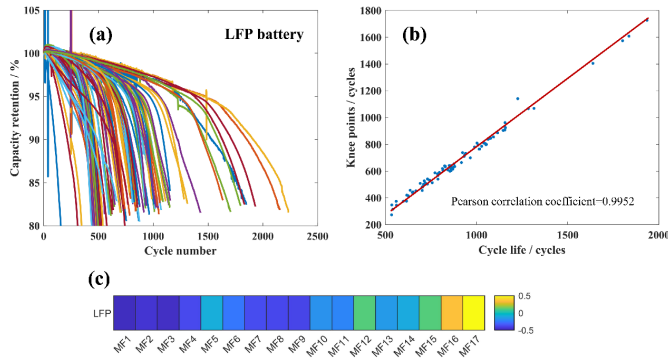 105
100
95
90
85
80
0
500
1000
1500
2000
2500
Capacity retention / %
Cycle number
(a)
LFP battery
1800
1600
1400
1200
1000
800
600
400
200
500
1000
1500
2000
Knee points / cycles
Cycle life / cycles
(b)
Pearson correlation coefficient=0.9952
(c)
LFP
MF1
MF2
MF3
MF4
MF5
MF6
MF7
MF8
MF9
MF10
MF11
MF12
MF13
MF14
MF15
MF16
MF17
0.5
0
-0.5